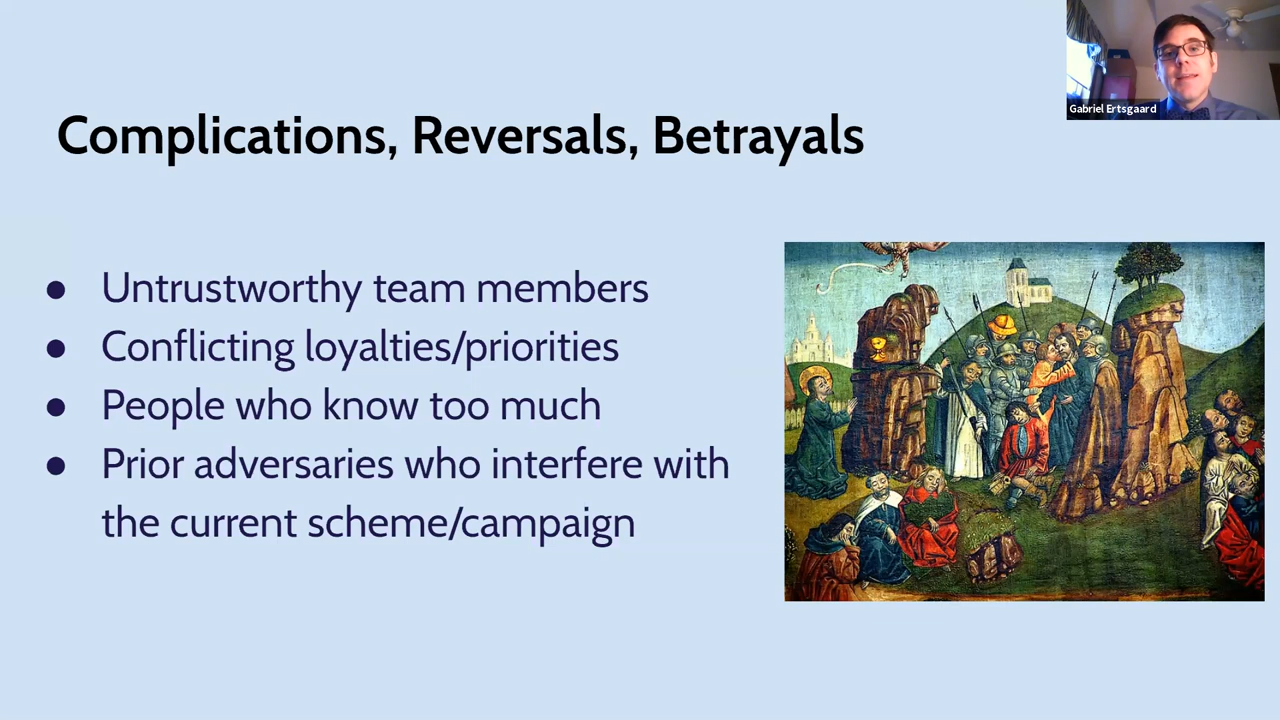 Gabriel Ertsgaard
Complications, Reversals, Betrayals
● Untrustworthy team members
● Conflicting loyalties/priorities
● People who know too much
● Prior adversaries who interfere with
the current scheme/campaign